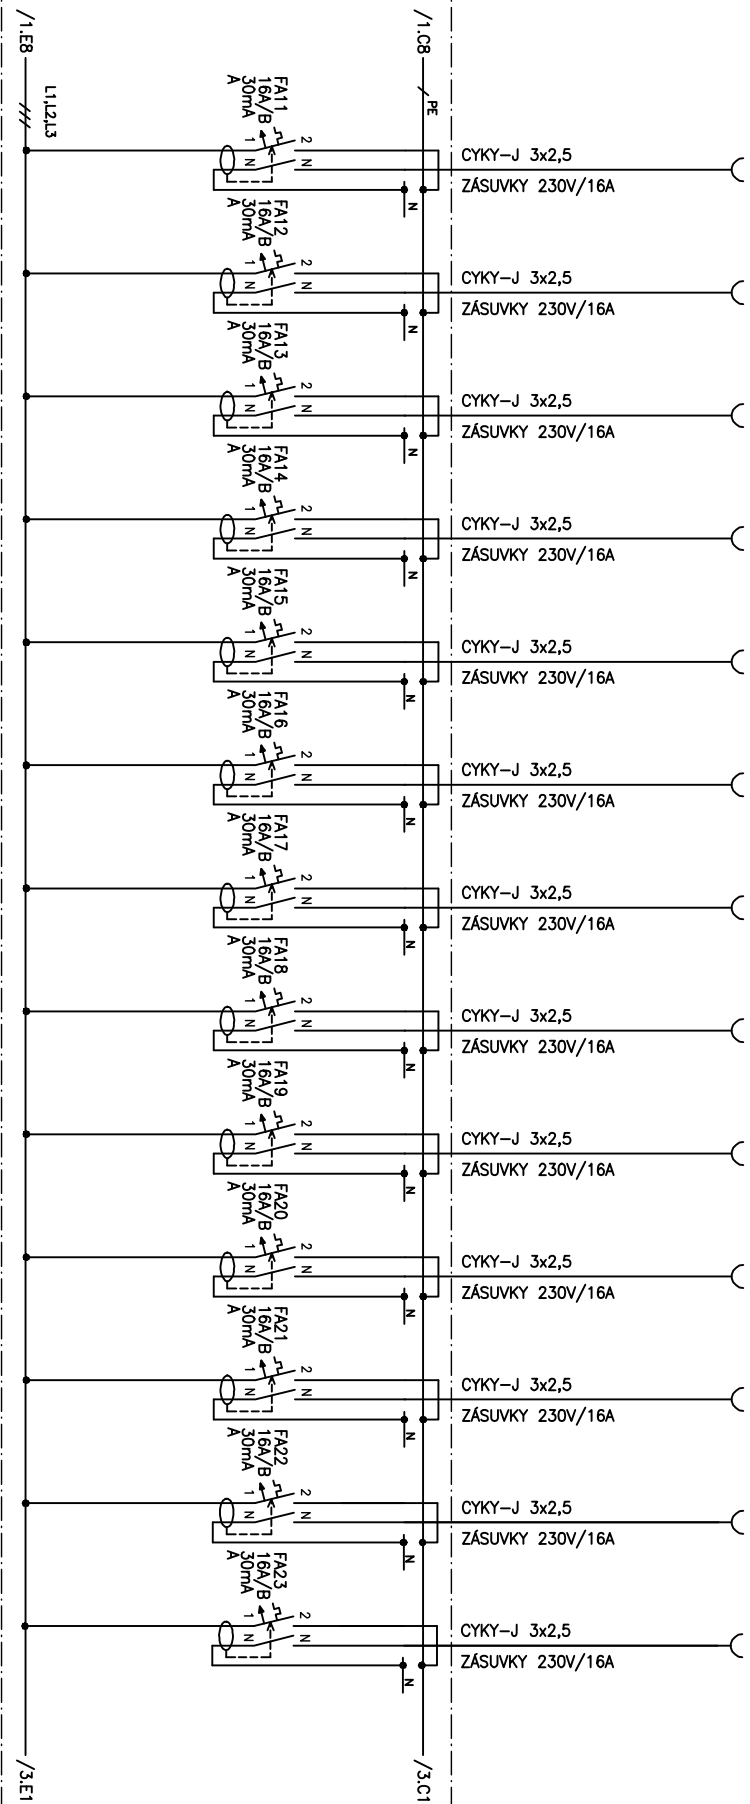 /1.E8
/1.C8
L1,L2,L3
PE
FA11
16A/B
30mA
A
1
2
N
N
N
CYKY-J 3x2,5
ZÁSUVKY 230V/16A
FA12
16A/B
30mA
A
1
2
N
N
N
CYKY-J 3x2,5
ZÁSUVKY 230V/16A
FA13
16A/B
30mA
A
1
2
N
N
N
CYKY-J 3x2,5
ZÁSUVKY 230V/16A
FA14
16A/B
30mA
A
1
2
N
N
N
CYKY-J 3x2,5
ZÁSUVKY 230V/16A
FA15
16A/B
30mA
A
1
2
N
N
N
CYKY-J 3x2,5
ZÁSUVKY 230V/16A
FA16
16A/B
30mA
A
1
2
N
N
N
CYKY-J 3x2,5
ZÁSUVKY 230V/16A
FA17
16A/B
30mA
A
1
2
N
N
N
CYKY-J 3x2,5
ZÁSUVKY 230V/16A
FA18
16A/B
30mA
A
1
2
N
N
N
CYKY-J 3x2,5
ZÁSUVKY 230V/16A
FA19
16A/B
30mA
A
1
2
N
N
N
CYKY-J 3x2,5
ZÁSUVKY 230V/16A
FA20
16A/B
30mA
A
1
2
N
N
N
CYKY-J 3x2,5
ZÁSUVKY 230V/16A
FA21
16A/B
30mA
A
1
2
N
N
N
CYKY-J 3x2,5
ZÁSUVKY 230V/16A
FA22
16A/B
30mA
A
1
2
N
N
N
CYKY-J 3x2,5
ZÁSUVKY 230V/16A
FA23
16A/B
30mA
A
1
2
N
N
N
CYKY-J 3x2,5
ZÁSUVKY 230V/16A
/3.E1
/3.C1